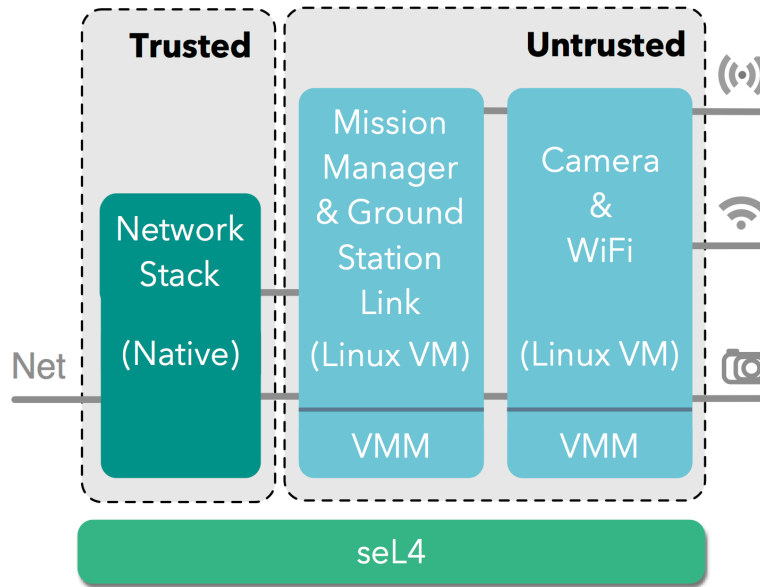 Trusted
Untrusted
Net
Network
Stack
(Native)
Mission
Manager
& Ground
Station
Link
(Linux VM)
VMM
Camera
&
WiFi
(Linux VM)
VMM
seL4